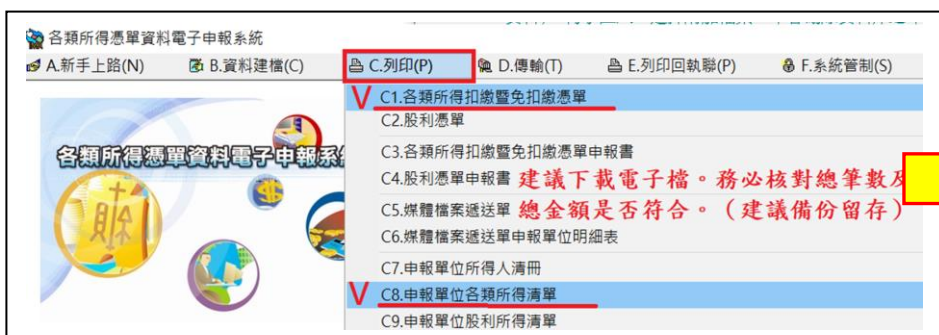 各類所得憑單資料電子申報系統
A.新手上路(N) B.資料建檔(C) C.列印(P) D.傳輸(T) E.列印回執聯(P) F.系統管制(S)
V C1.各類所得扣繳暨免扣繳憑單
C2.股利憑單
各類所得憑單資料電子申報系
C3.各類所得扣繳暨免扣繳憑單申報書
C4.股利憑單申報書 建議下載電子檔。務必核對總筆數及
C5.媒體檔案遞送單 總金額是否符合。（建議備份留存）
C6.媒體檔案遞送單申報單位明細表
C7.申報單位所得人清冊
V C8.申報單位各類所得清單
C9.申報單位股利所得清單